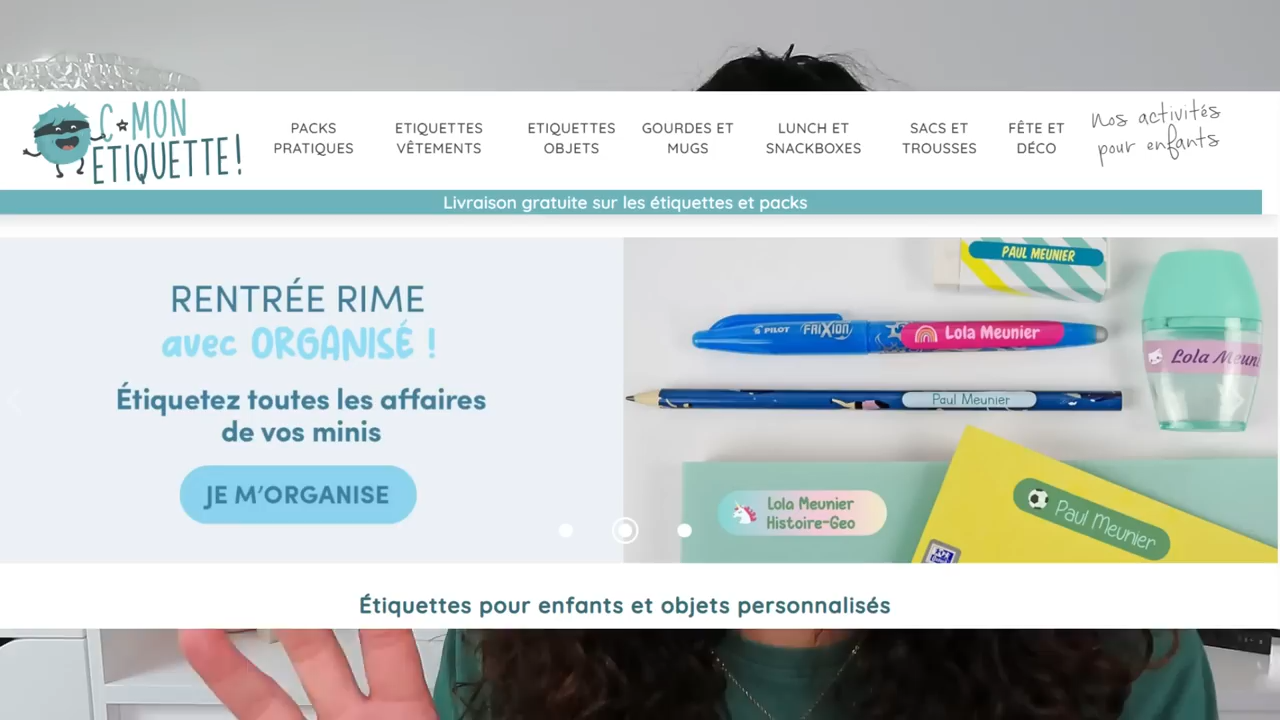 C MON
ETIQUETTE!
PACKS
PRATIQUES
ETIQUETTES
VÊTEMENTS
ETIQUETTES
OBJETS
GOURDES ET
MUGS
LUNCH ET
SNACKBOXES
SACS ET
TROUSSES
FÊTE ET
DÉCO
Nos activités
pour enfants
Livraison gratuite sur les étiquettes et packs
RENTRÉE RIME
avec ORGANISÉ !
Étiquetez toutes les affaires
de vos minis
JE M'ORGANISE
PAUL MEUNIER
PILOT FRIXION
Lola Meunier
Lola Meuni
Paul Meunier
Lola Meunier
Histoire-Geo
Paul Meunier
Étiquettes pour enfants et objets personnalisés